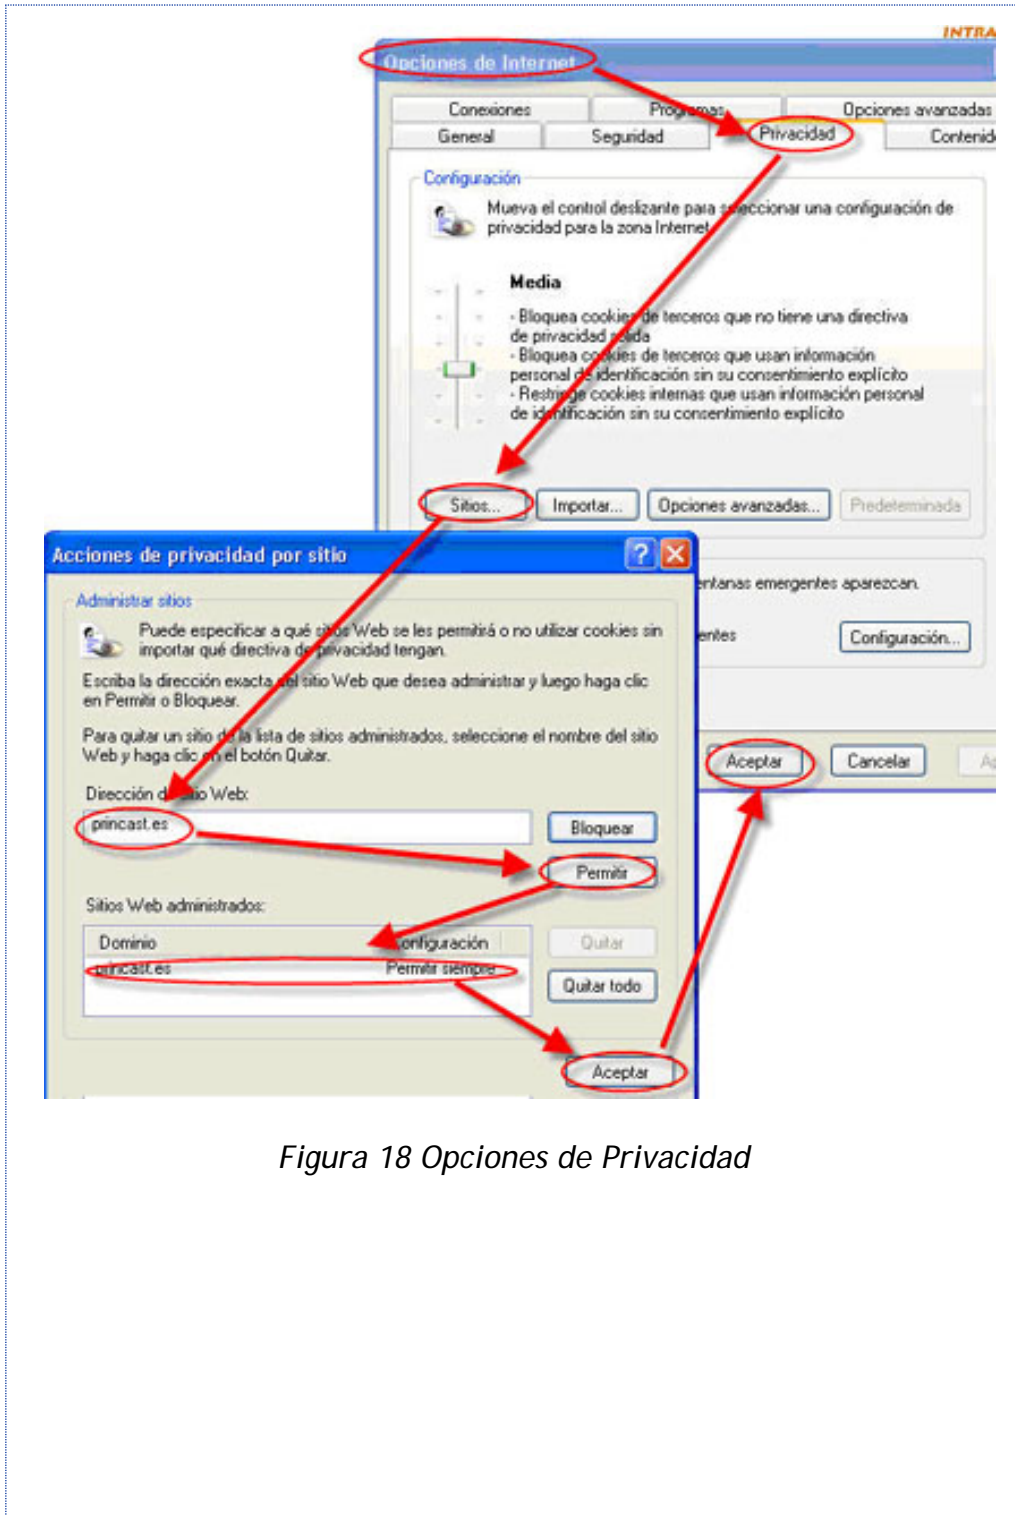 INTRA
Opciones de Internet
Conexiones Programas Opciones avanzadas
General Seguridad Privacidad Contenid
Configuración
Mueva el control deslizante para seleccionar una configuración de
privacidad para la zona Internet
Media
- Bloquea cookies de terceros que no tiene una directiva
de privacidad sólida
- Bloquea cookies de terceros que usan información
personal de identificación sin su consentimiento explícito
- Restringe cookies internas que usan información personal
de identificación sin su consentimiento explícito
Sitios... Importar... Opciones avanzadas... Predeterminada
entanas emergentes aparezcan.
entes Configuración...
Aceptar Cancelar Ap
Acciones de privacidad por sitio
Administrar sitios
Puede especificar a qué sitios Web se les permitirá o no utilizar cookies sin
importar qué directiva de privacidad tengan.
Escriba la dirección exacta del sitio Web que desea administrar y luego haga clic
en Permitir o Bloquear.
Para quitar un sitio de la lista de sitios administrados, seleccione el nombre del sitio
Web y haga clic en el botón Quitar.
Dirección del sitio Web:
princast.es Bloquear
Permitir
Sitios Web administrados:
Dominio Configuración Quitar
princast.es Permitir siempre
Quitar todo
Aceptar
Figura 18 Opciones de Privacidad